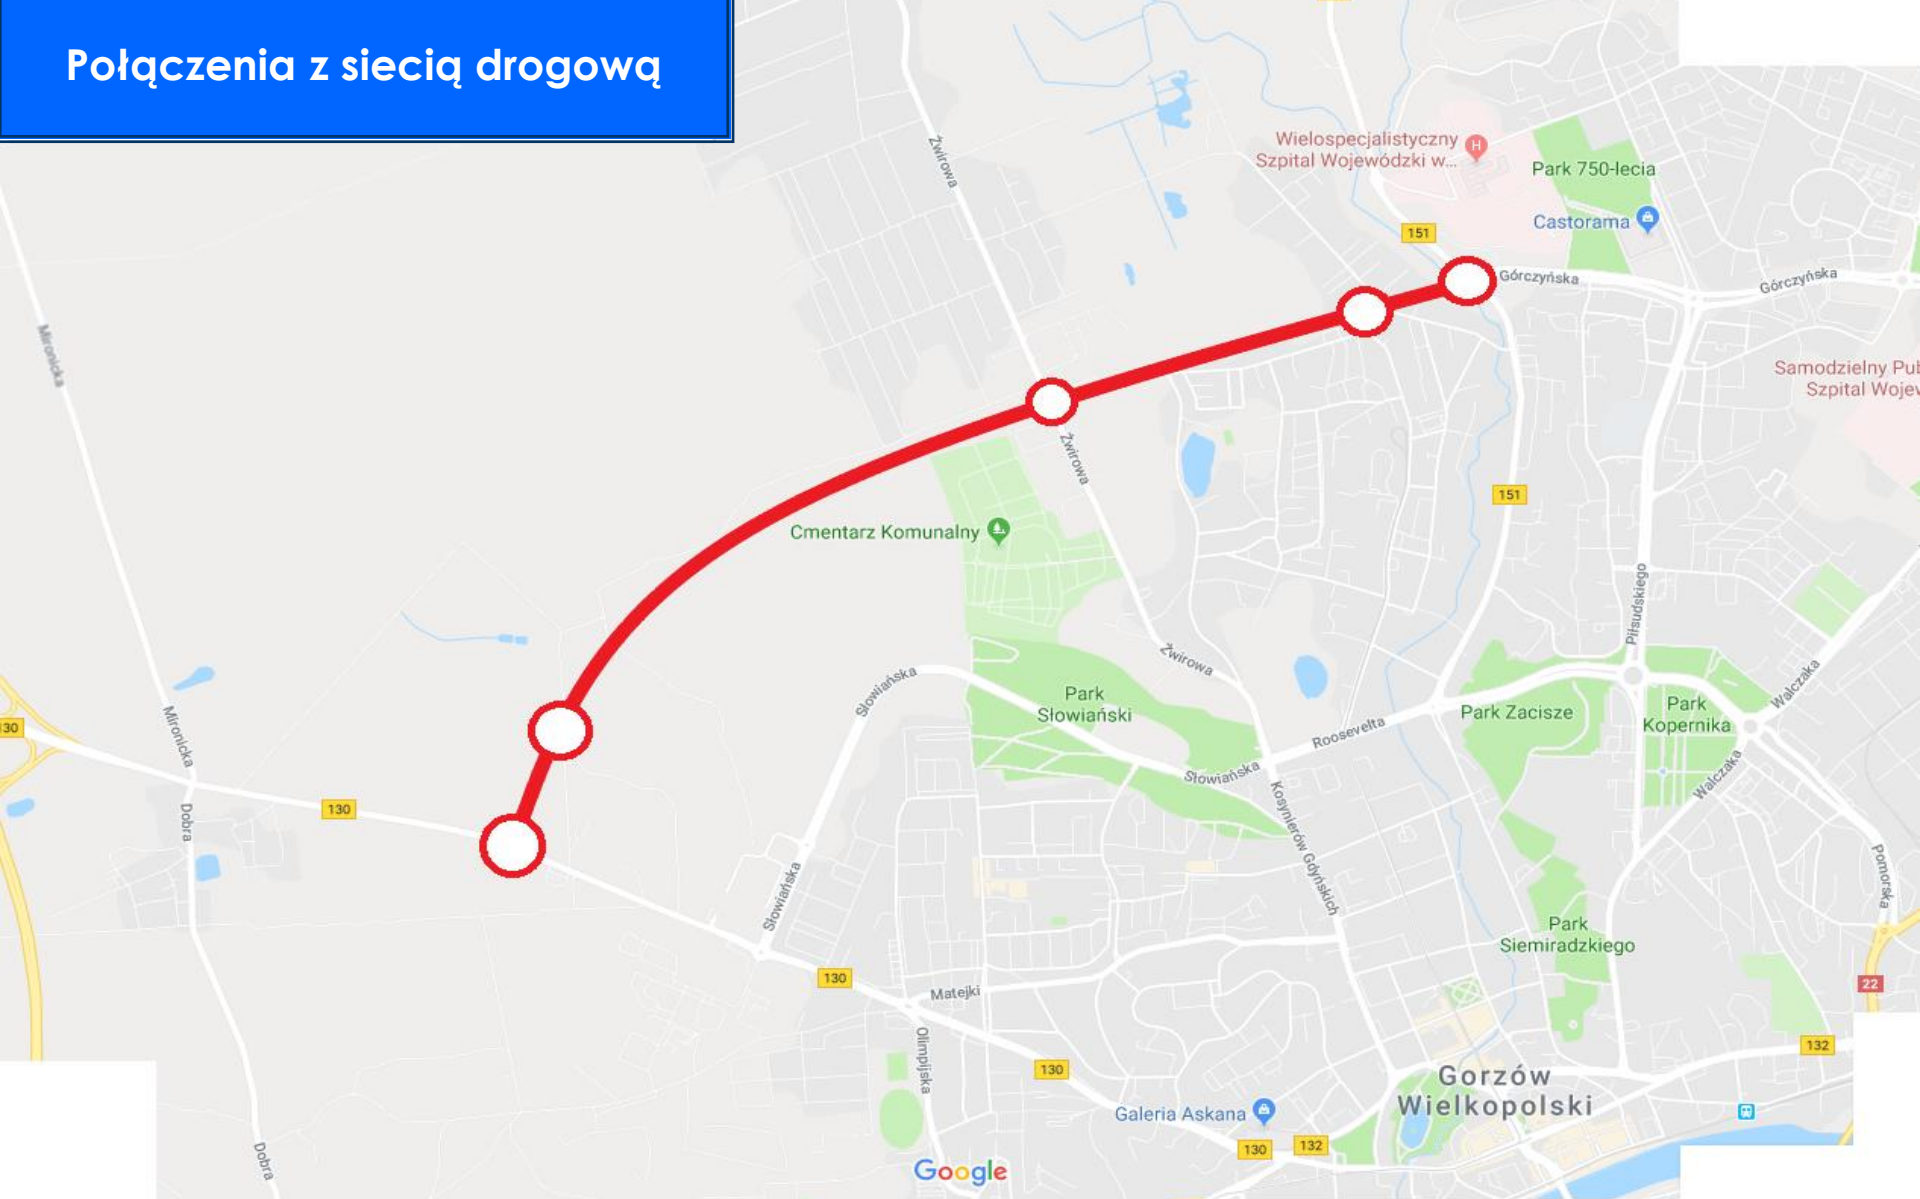 Połączenia z siecią drogową
Żwirowa
Wielospecjalistyczny
Szpital Wojewódzki w...
H
Park 750-lecia
Castorama
151
Górczyńska
Górczyńska
Mironicka
Samodzielny Pub
Szpital Wojew
Żwirowa
151
Cmentarz Komunalny
Piłsudskiego
Żwirowa
Słowiańska
Park
Słowiański
Walczaka
Park Zacisze
Park
Kopernika
Mironicka
130
Roosevelta
Słowiańska
Walczaka
130
Dobra
Kosynierów Gdyńskich
Pomorska
Słowiańska
Park
Siemiradzkiego
130
Matejki
22
Olimpijska
132
130
Gorzów
Wielkopolski
Galeria Askana
130
132
Dobra
Google